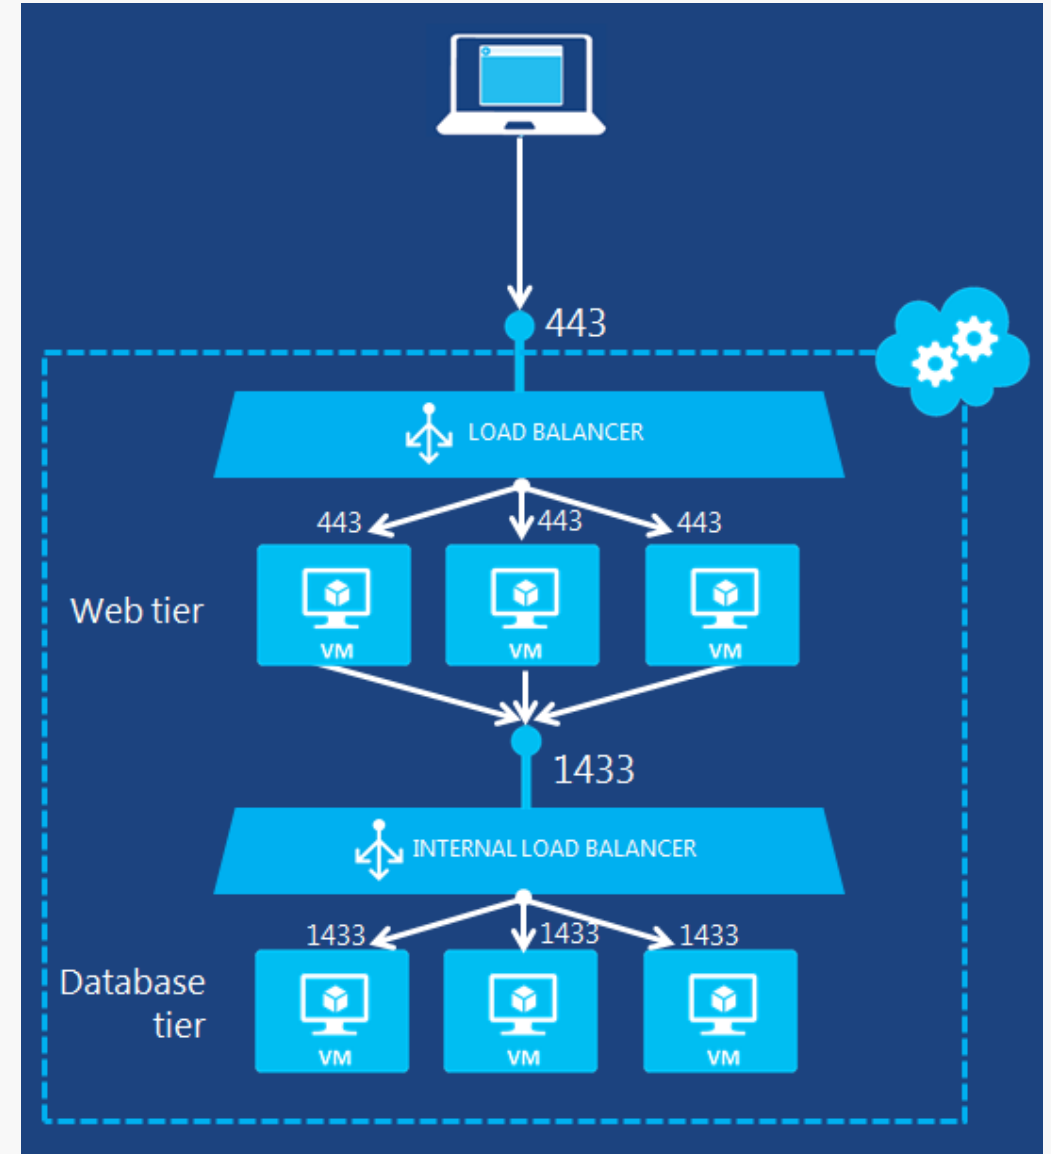 443
LOAD BALANCER
443
443
443
Web tier
VM
VM
VM
1433
INTERNAL LOAD BALANCER
1433
1433
1433
Database
tier
VM
VM
VM